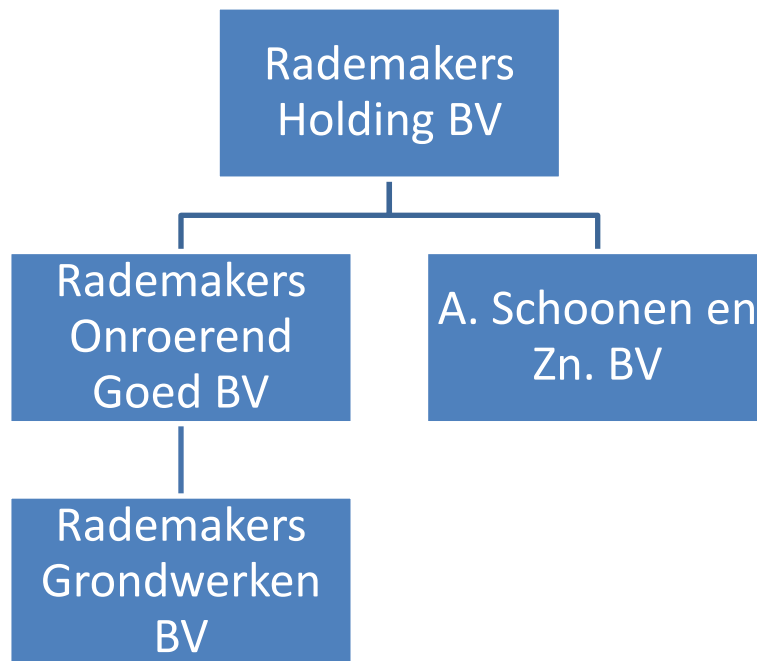 Rademakers
Holding BV
Rademakers
Onroerend
Goed BV
A. Schoonen en
Zn. BV
Rademakers
Grondwerken
BV